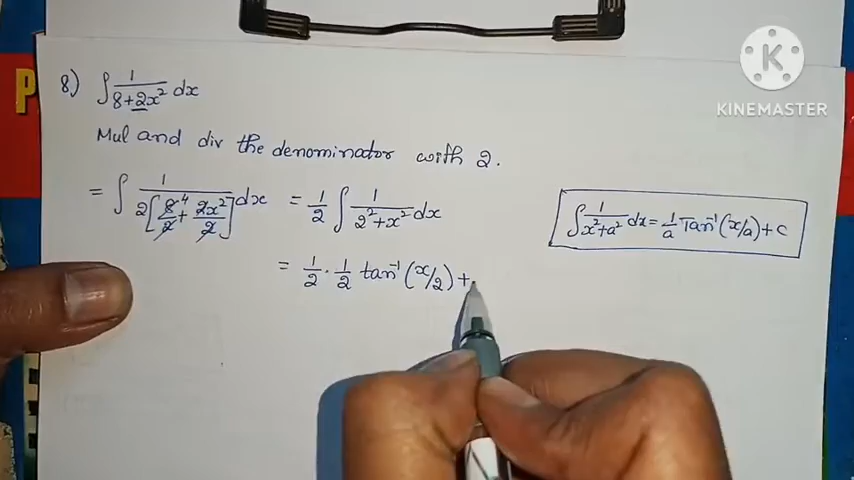 8) ∫ 1/(8+2x²) dx
Mul and div the denominator with 2.
= ∫ 1/(2[8/2 4 + 2x²/2]) dx = 1/2 ∫ 1/(2²+x²) dx
∫ 1/(x²+a²) dx = 1/a Tan⁻¹(x/a)+c
= 1/2 · 1/2 tan⁻¹(x/2) +
K
KINEMASTER
P